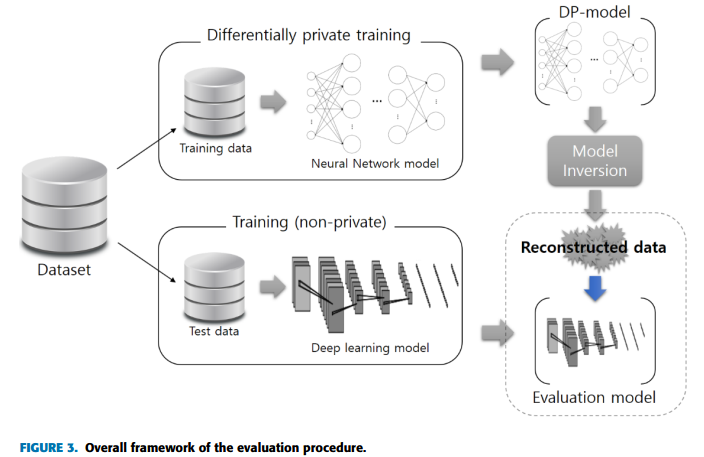 Differentially private training
DP-model
Training data
Neural Network model
Model
Inversion
Dataset
Training (non-private)
Reconstructed data
Test data
Deep learning model
Evaluation model
FIGURE 3. Overall framework of the evaluation procedure.